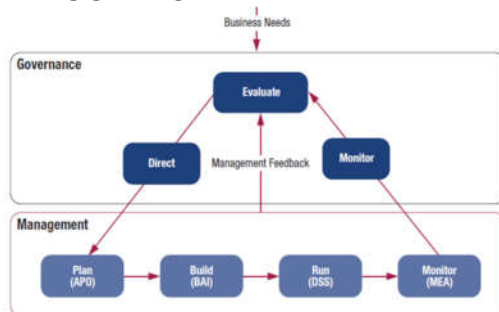 Business Needs
Governance
Evaluate
Direct
Management Feedback
Monitor
Management
Plan
(APO)
Build
(BAI)
Run
(DSS)
Monitor
(MEA)